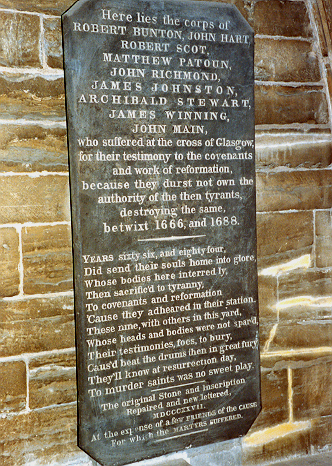 Here lies the corps of
ROBERT BUNTON, JOHN HART,
ROBERT SCOT,
MATTHEW PATOUN,
JOHN RICHMOND,
JAMES JOHNSTON,
ARCHIBALD STEWART,
JAMES WINNING,
JOHN MAIN,
who suffered at the cross of Glasgow,
for their testimony to the covenants
and work of reformation,
because they durst not own the
authority of the then tyrants,
destroying the same,
betwixt 1666, and 1688.
YEARS sixty six, and eighty four,
Did send their souls home into glore,
Whose bodies here interred ly,
Then sacrific'd to tyranny,
To covenants and reformation
'Cause they adheared in their station.
These nine, with others in this yard,
Whose heads and bodies were not spar'd,
Their testimonies, foes, to bury,
Caus'd beat the drums then in great fury,
They'll know at resurrection day,
To murder saints was no sweet play.
The original Stone and inscription
Repaired and new lettered,
MDCCCXXVII,
At the expense of a few FRIENDS of the CAUSE
For which the MARTYRS SUFFERED.